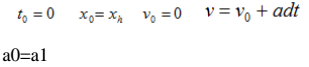 t₀ = 0 x₀= xₕ v₀ = 0 v = v₀ + adt
a0=a1